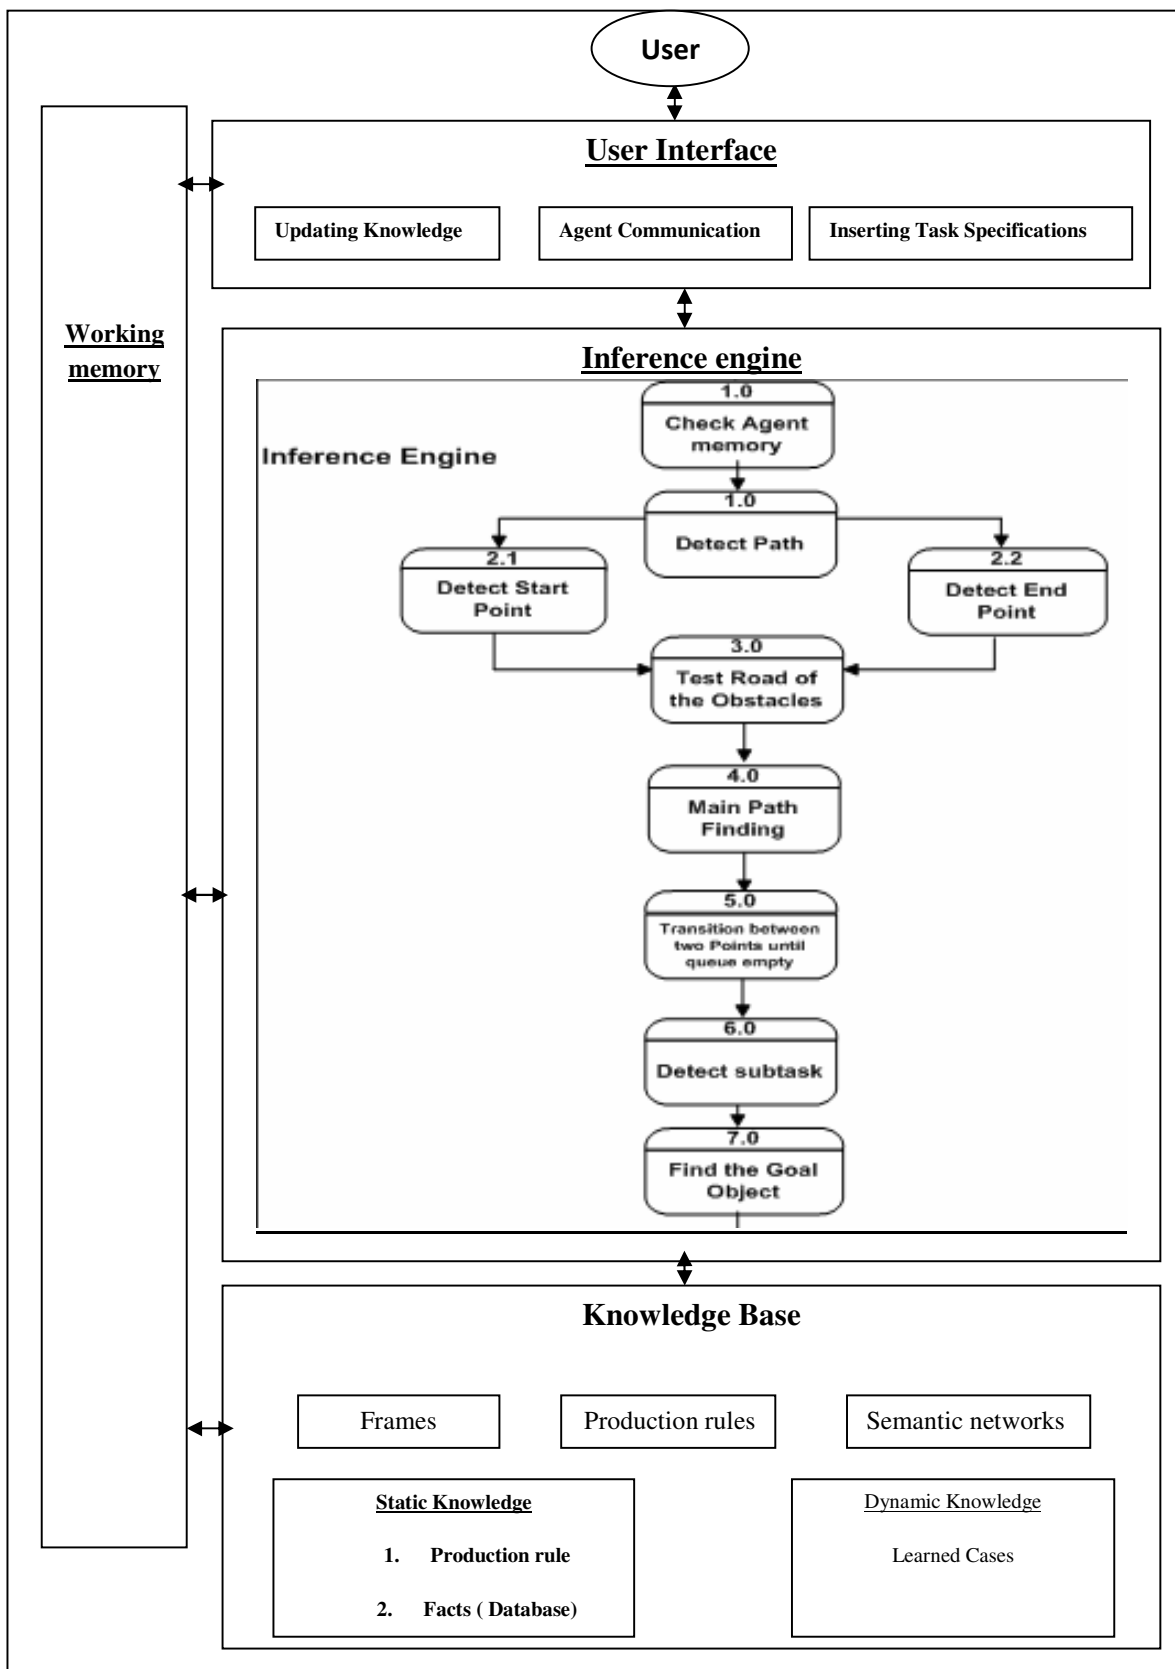 User
User Interface
Updating Knowledge
Agent Communication
Inserting Task Specifications
Working
memory
Inference engine
1.0
Check Agent
memory
Inference Engine
1.0
Detect Path
2.1
Detect Start
Point
2.2
Detect End
Point
3.0
Test Road of
the Obstacles
4.0
Main Path
Finding
5.0
Transition between
two Points until
queue empty
6.0
Detect subtask
7.0
Find the Goal
Object
Knowledge Base
Frames
Production rules
Semantic networks
Static Knowledge
1. Production rule
2. Facts ( Database)
Dynamic Knowledge
Learned Cases